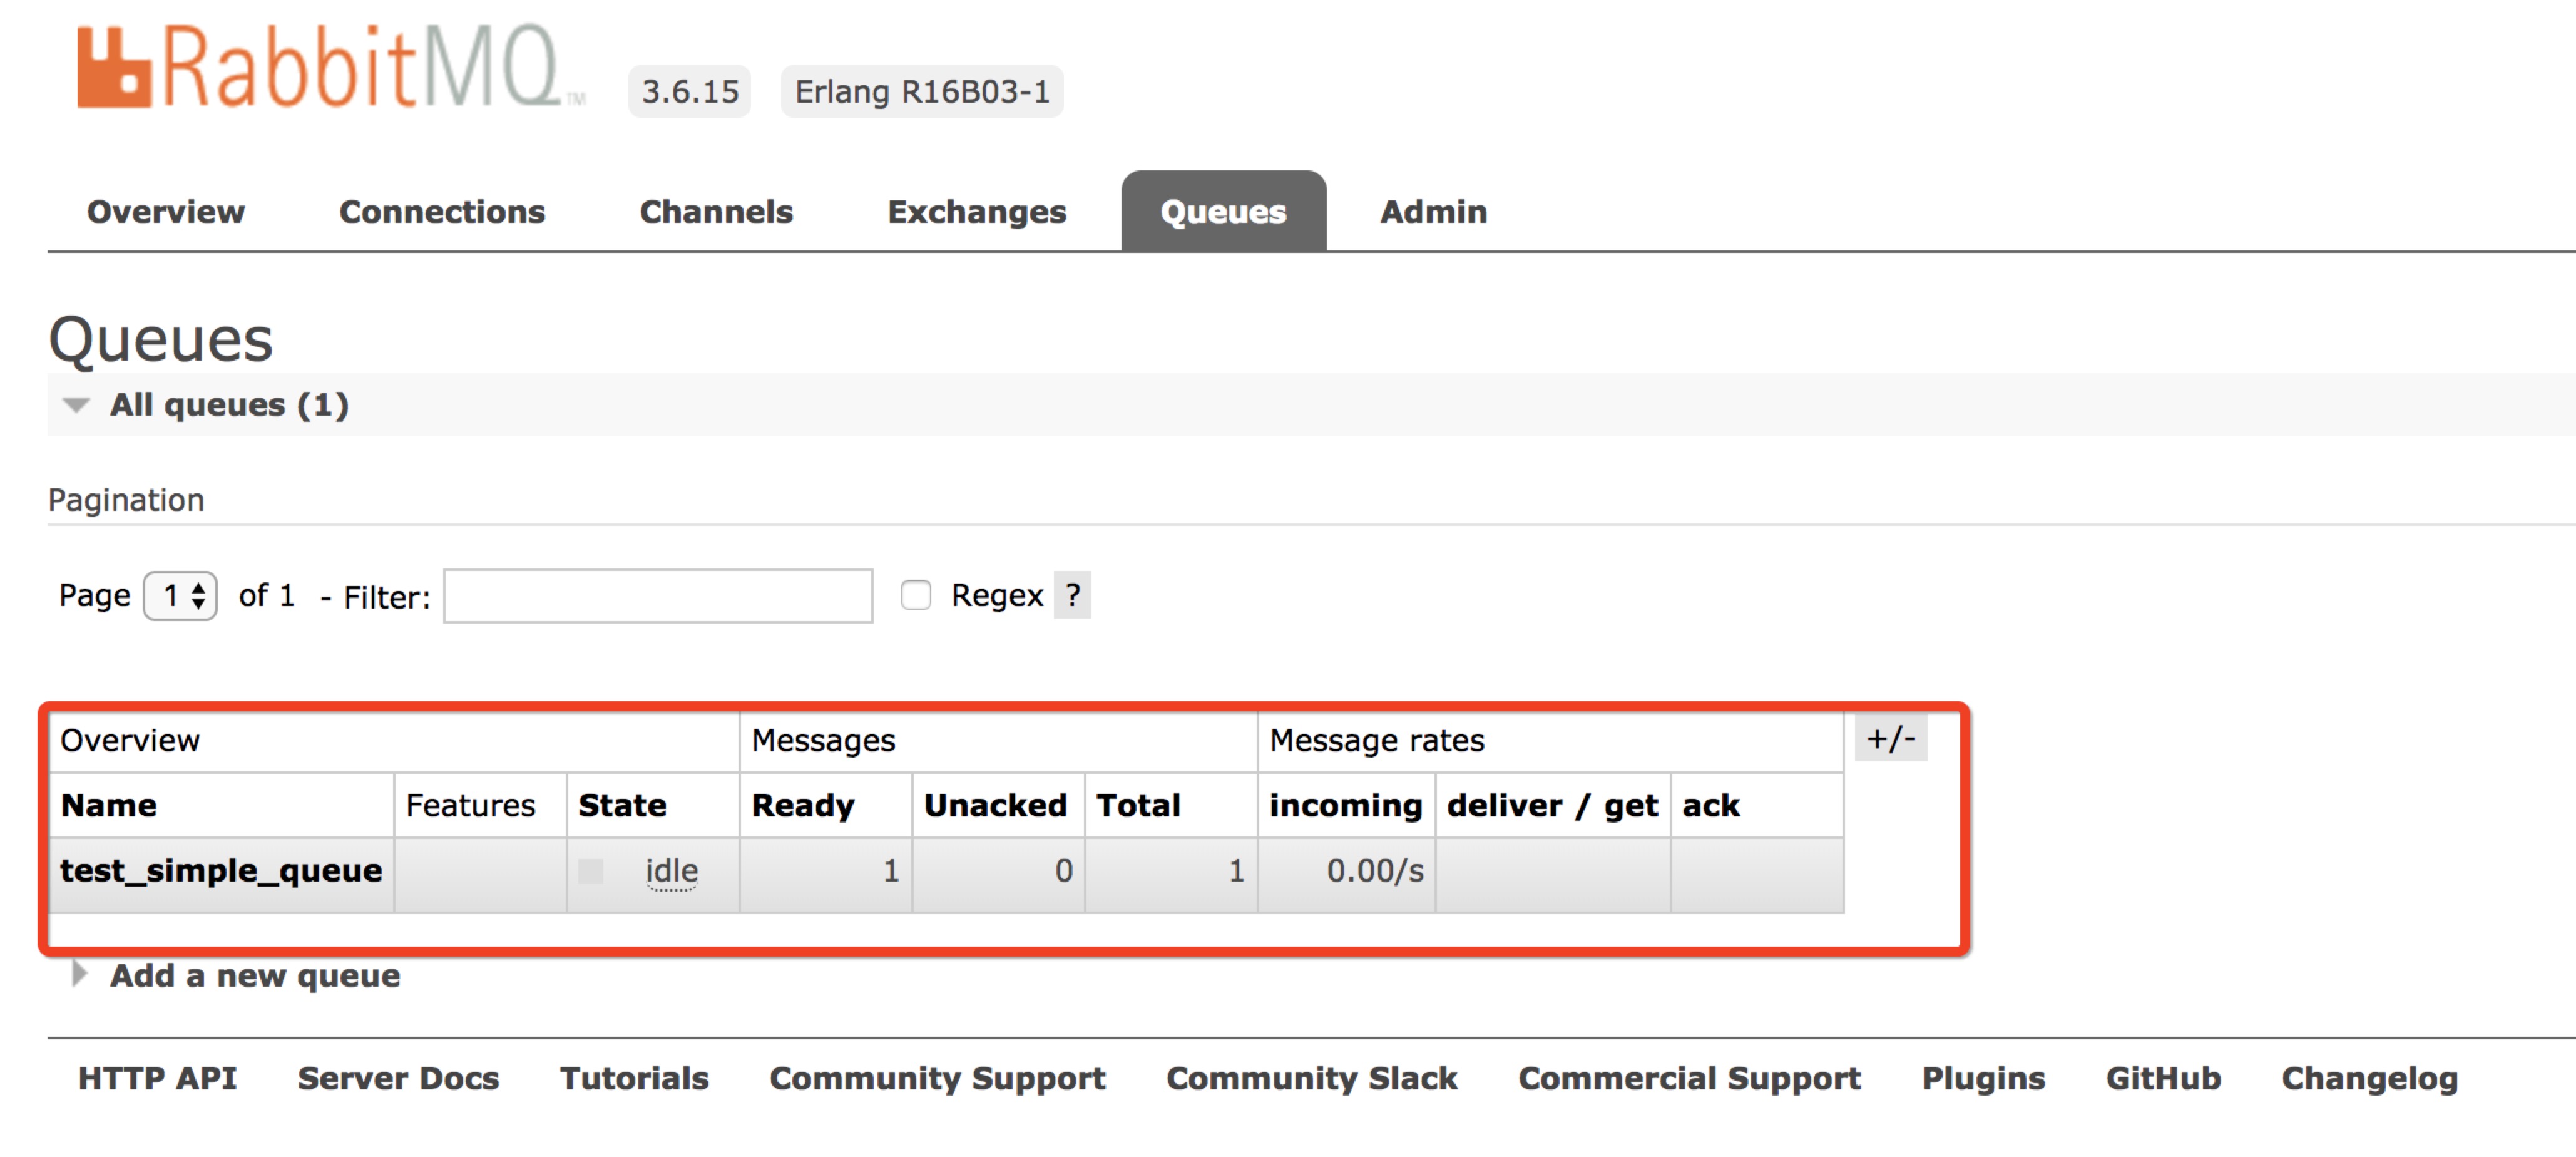 RabbitMQ™ 3.6.15 Erlang R16B03-1
Overview Connections Channels Exchanges Queues Admin
Queues
All queues (1)
Pagination
Page 1 of 1 - Filter: Regex ?
Overview Messages Message rates +/-
Name Features State Ready Unacked Total incoming deliver / get ack
test_simple_queue idle 1 0 1 0.00/s
Add a new queue
HTTP API Server Docs Tutorials Community Support Community Slack Commercial Support Plugins GitHub Changelog